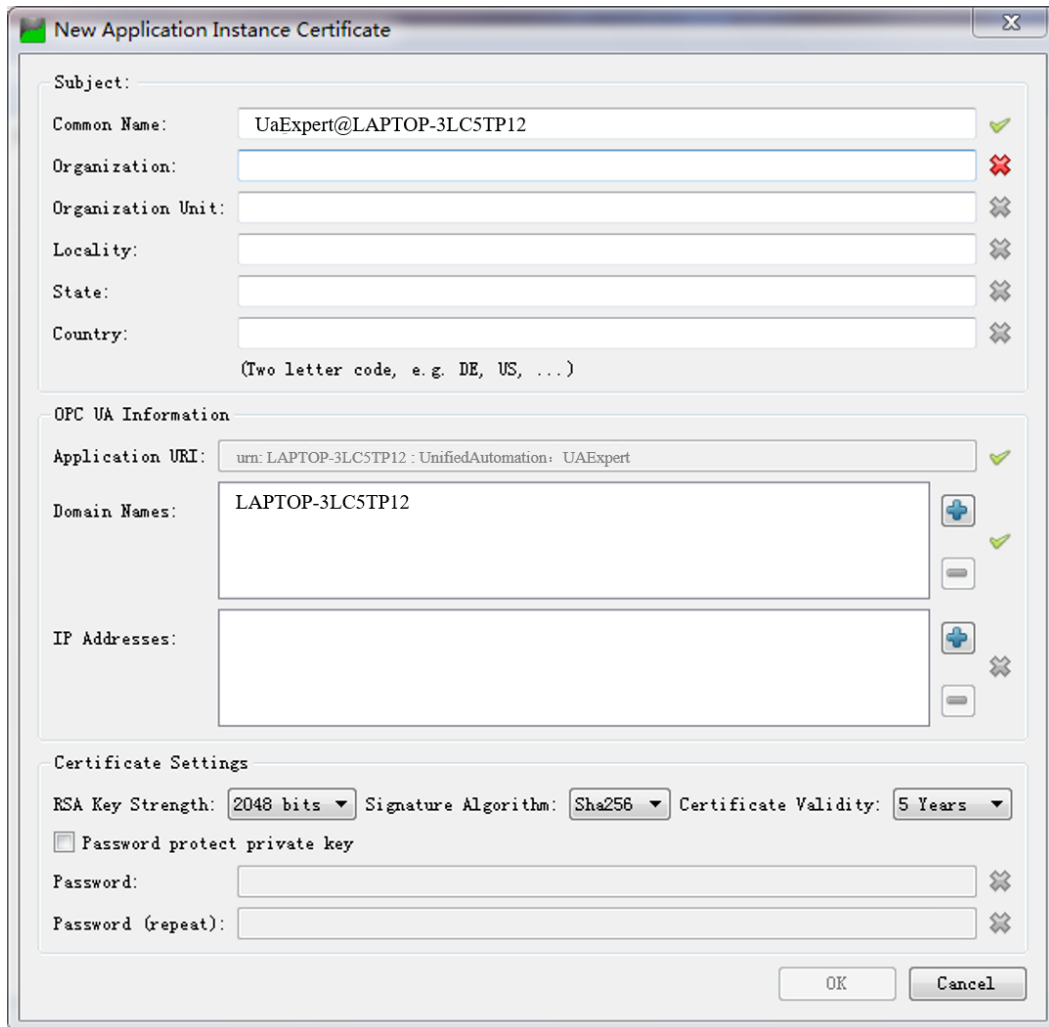 New Application Instance Certificate
Subject:
Common Name: UaExpert@LAPTOP-3LC5TP12
Organization:
Organization Unit:
Locality:
State:
Country:
(Two letter code, e.g. DE, US, ...)
OPC UA Information
Application URI: urn: LAPTOP-3LC5TP12 : UnifiedAutomation：UAExpert
Domain Names: LAPTOP-3LC5TP12
IP Addresses:
Certificate Settings
RSA Key Strength: 2048 bits Signature Algorithm: Sha256 Certificate Validity: 5 Years
Password protect private key
Password:
Password (repeat):
OK Cancel